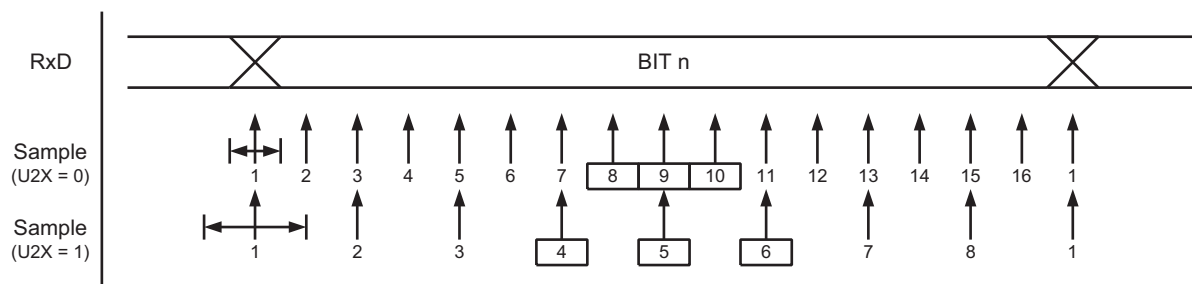 RxD
BIT n
Sample
(U2X = 0)
1 2 3 4 5 6 7 8 9 10 11 12 13 14 15 16 1
Sample
(U2X = 1)
1 2 3 4 5 6 7 8 1